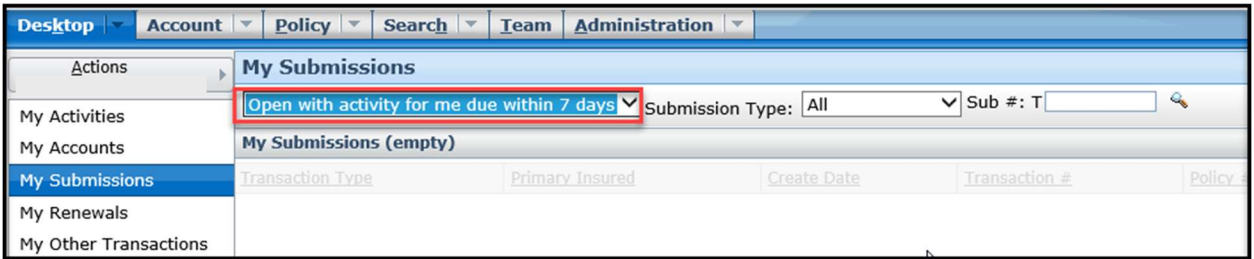 Desktop Account Policy Search Team Administration
Actions
My Submissions
Open with activity for me due within 7 days Submission Type: All Sub #: T
My Activities
My Accounts
My Submissions (empty)
My Submissions
Transaction Type Primary Insured Create Date Transaction # Policy #
My Renewals
My Other Transactions